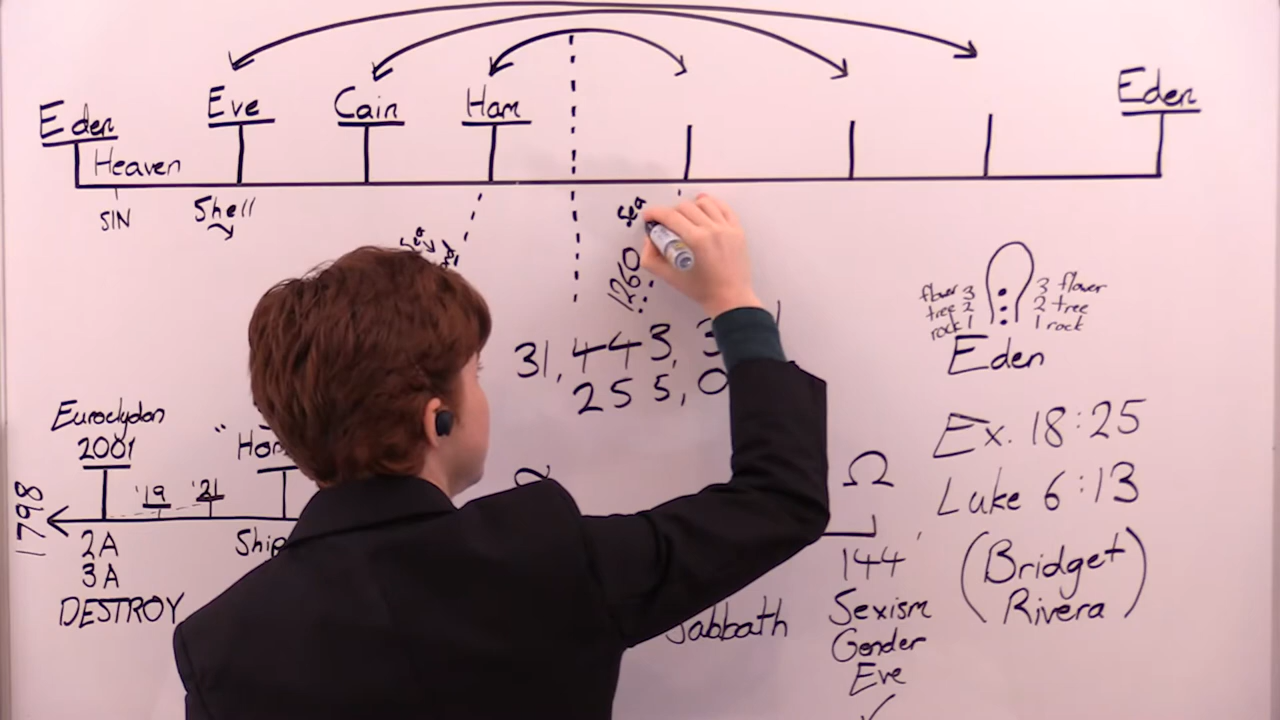 Eden
Eve
Cain
Ham
Eden
Heaven
SIN
Shell
Sea
1260
31,443, 3
255,0
flower 3
tree 2
rock 1
3 flower
2 tree
1 rock
Eden
Ex. 18:25
Luke 6:13
(Bridget
Rivera)
Euroclydon
2001
'19
'21
1798
2A
3A
DESTROY
Ship
Ω
144
Sexism
Gender
Eve
Sabbath